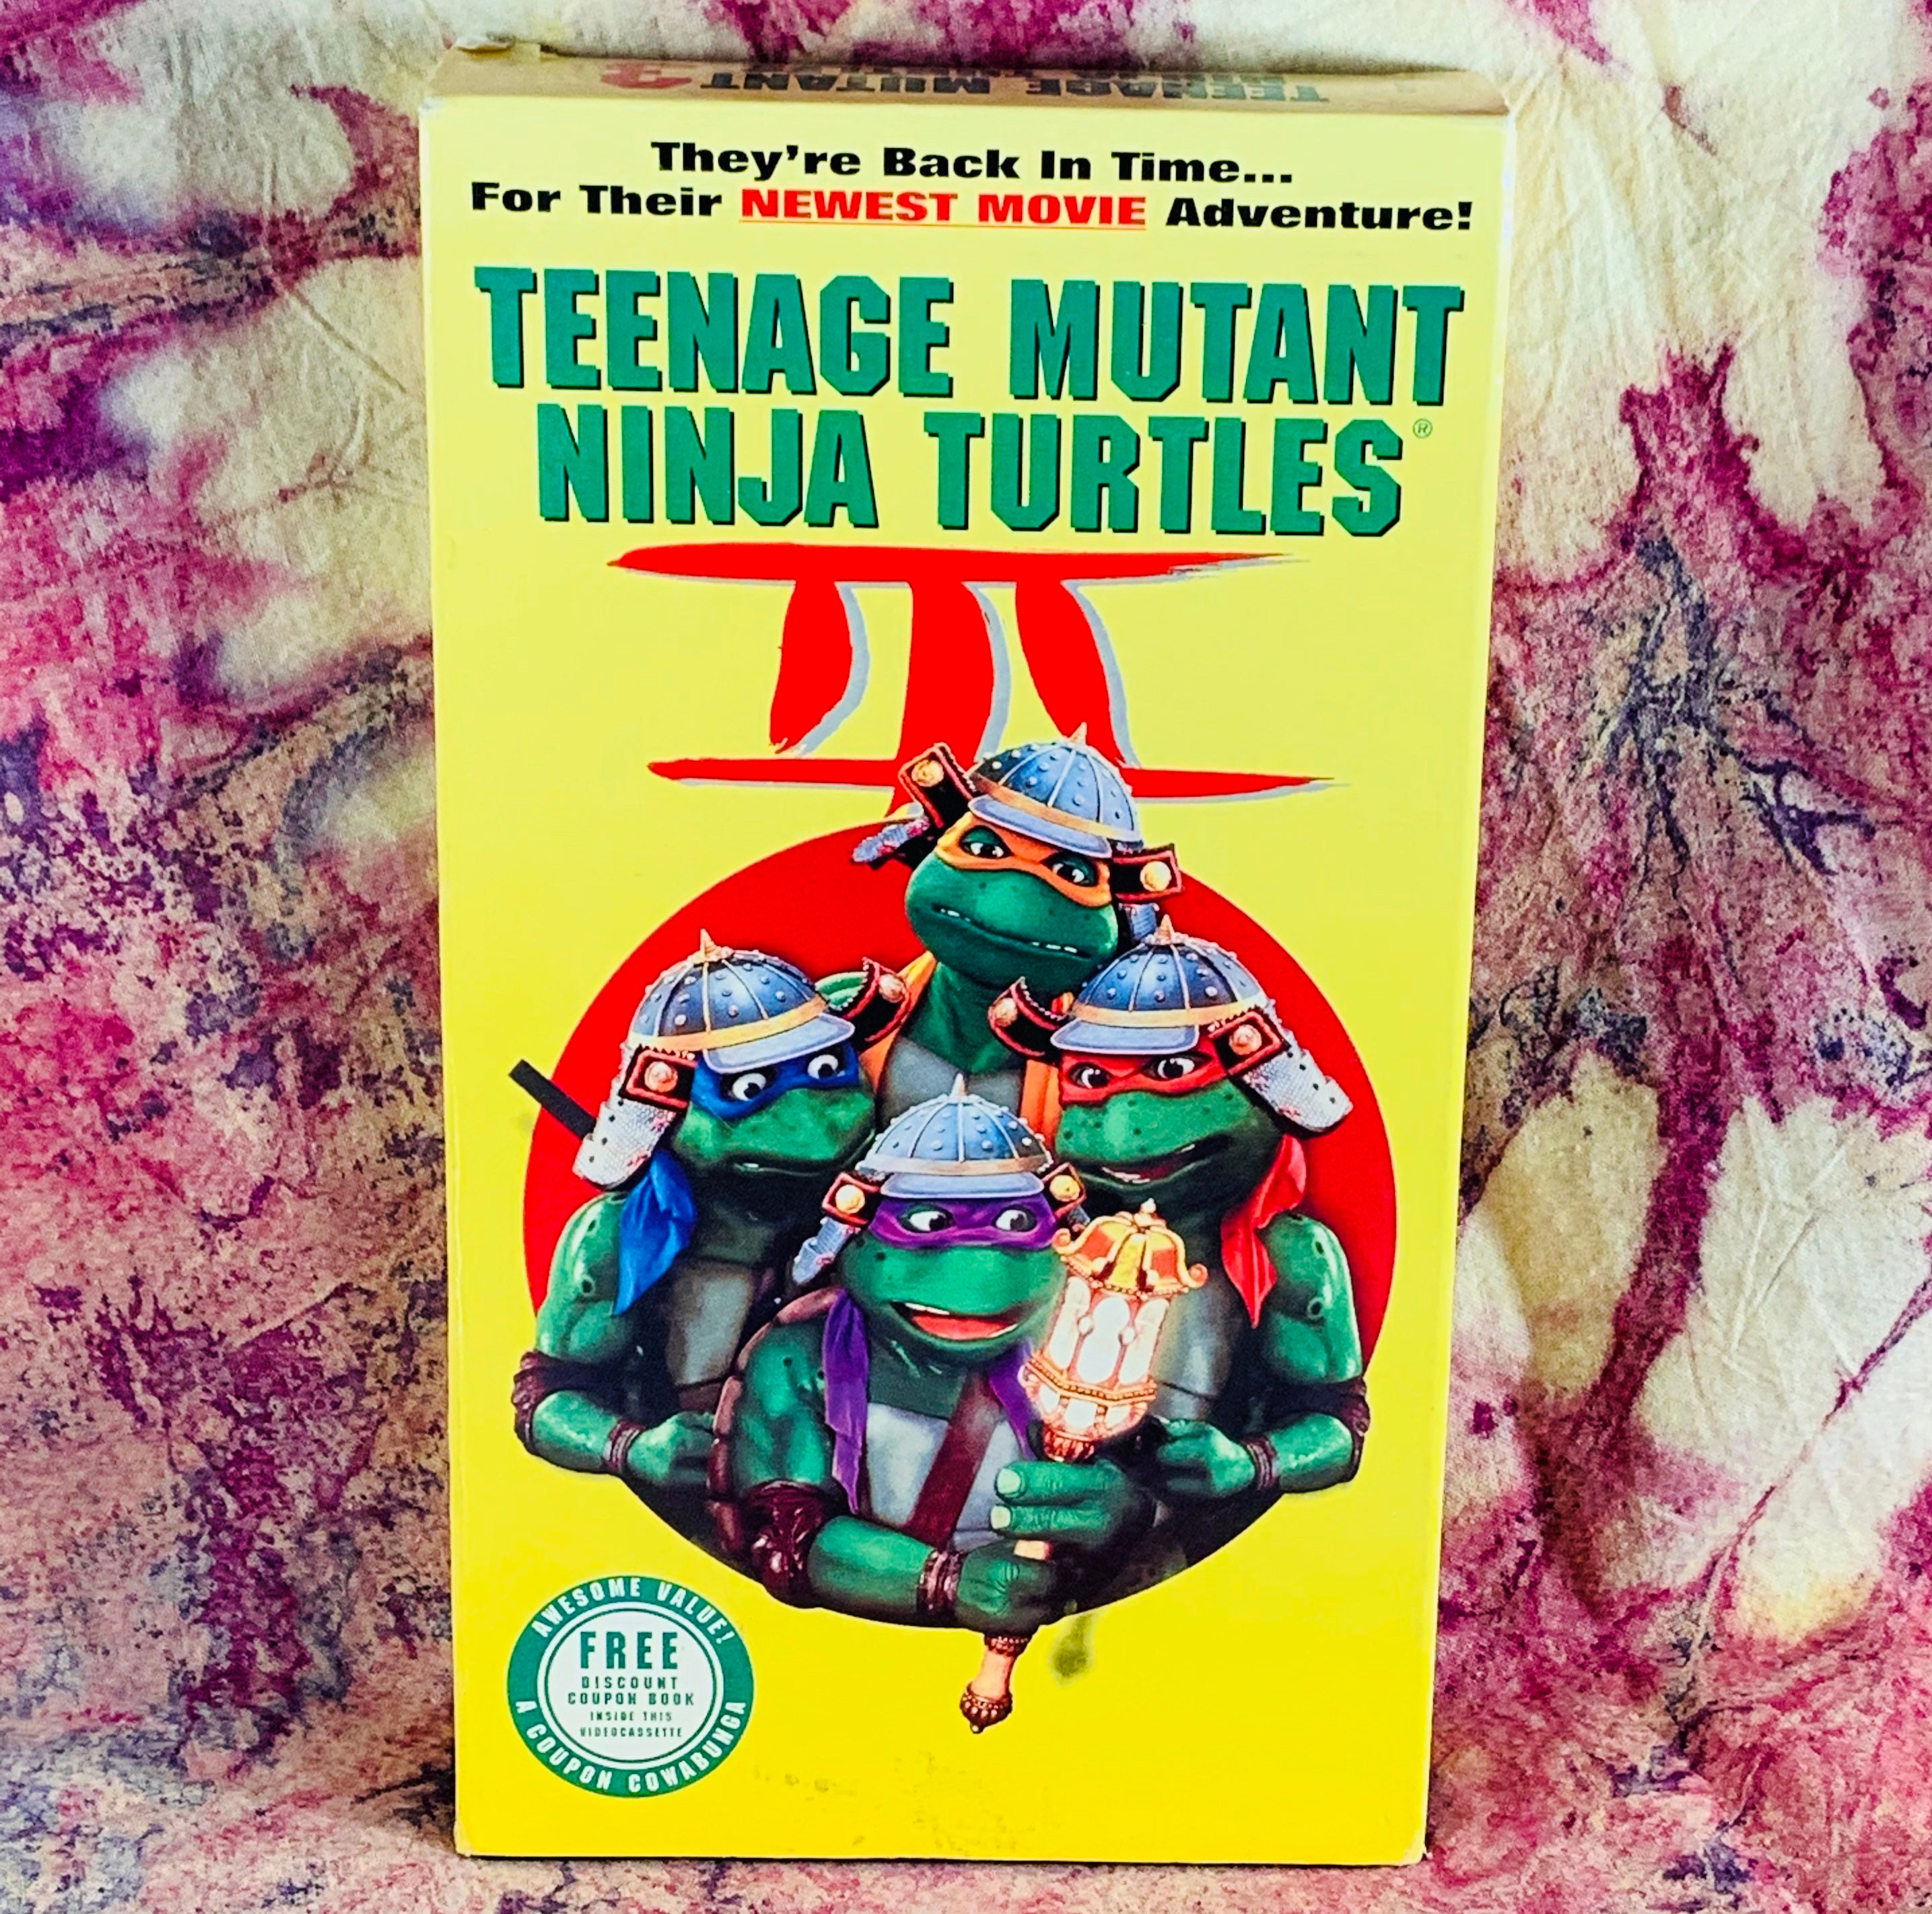 TEENAGE MUTANT
3
They're Back In Time...
For Their NEWEST MOVIE Adventure!
TEENAGE MUTANT
NINJA TURTLES®
III
AWESOME VALUE!
FREE
DISCOUNT
COUPON BOOK
INSIDE THIS
VIDEOCASSETTE
A COUPON COWABUNGA